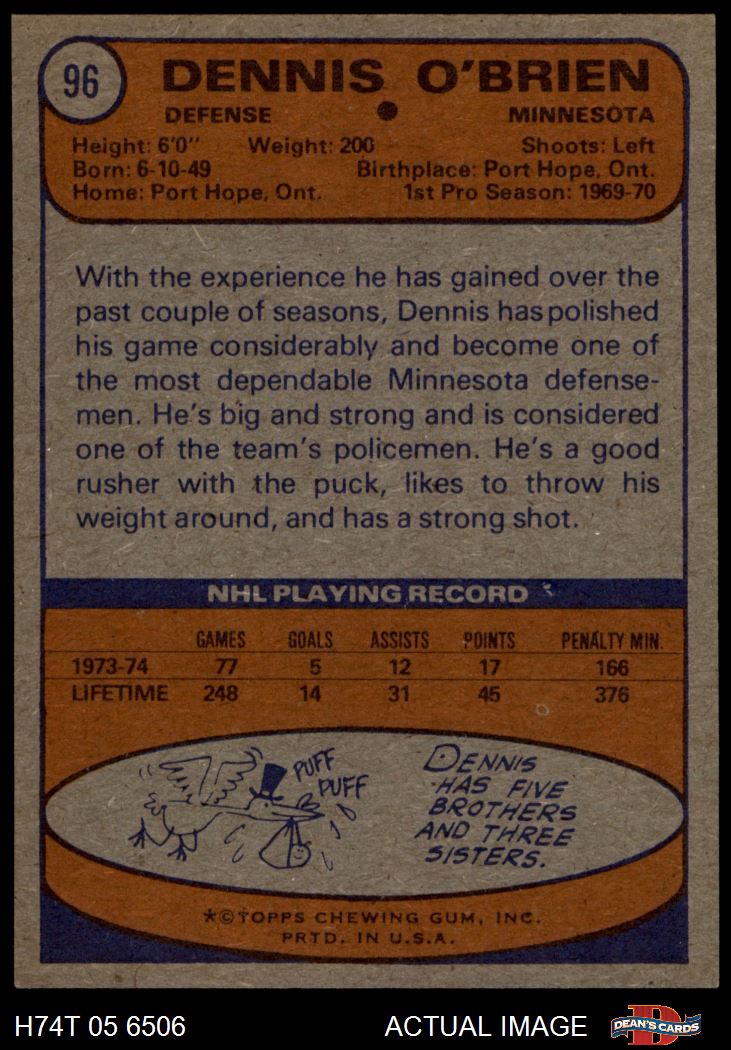 96
DENNIS O'BRIEN
DEFENSE • MINNESOTA
Height: 6'0" Weight: 200 Shoots: Left
Born: 6-10-49 Birthplace: Port Hope, Ont.
Home: Port Hope, Ont. 1st Pro Season: 1969-70
With the experience he has gained over the
past couple of seasons, Dennis has polished
his game considerably and become one of
the most dependable Minnesota defense-
men. He's big and strong and is considered
one of the team's policemen. He's a good
rusher with the puck, likes to throw his
weight around, and has a strong shot.
NHL PLAYING RECORD
GAMES GOALS ASSISTS POINTS PENALTY MIN.
1973-74 77 5 12 17 166
LIFETIME 248 14 31 45 376
PUFF
PUFF
DENNIS
HAS FIVE
BROTHERS
AND THREE
SISTERS.
*©TOPPS CHEWING GUM, INC.
PRTD. IN U.S.A.
H74T 05 6506 ACTUAL IMAGE DEAN'S CARDS